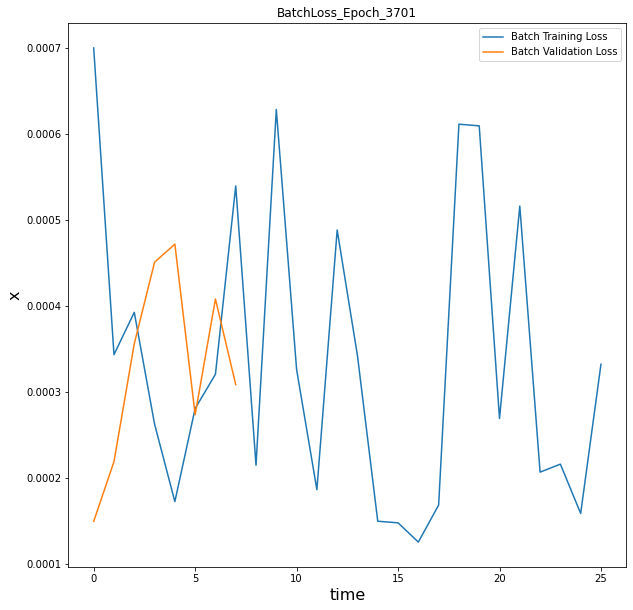 BatchLoss_Epoch_3701
Batch Training Loss
Batch Validation Loss
0.0007
0.0006
0.0005
0.0004
0.0003
0.0002
0.0001
x
0 5 10 15 20 25
time